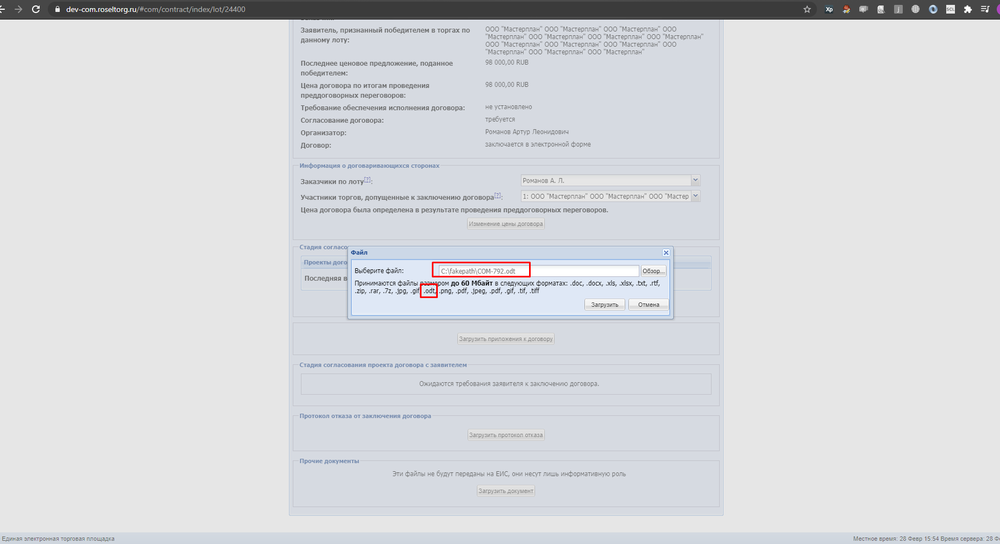 dev-com.roseltorg.ru/#com/contract/index/lot/24400
Xp
SCL
Заявитель, признанный победителем в торгах по
данному лоту:
ООО "Мастерплан" ООО "Мастерплан" ООО "Мастерплан" ООО
"Мастерплан" ООО "Мастерплан" ООО "Мастерплан" ООО "Мастерплан"
ООО "Мастерплан" ООО "Мастерплан" ООО "Мастерплан" ООО
"Мастерплан" ООО "Мастерплан" ООО "Мастерплан"
Последнее ценовое предложение, поданное
победителем:
98 000,00 RUB
Цена договора по итогам проведения
преддоговорных переговоров:
98 000,00 RUB
Требование обеспечения исполнения договора:
не установлено
Согласование договора:
требуется
Организатор:
Романов Артур Леонидович
Договор:
заключается в электронной форме
Информация о договаривающихся сторонах
Заказчики по лоту[?]:
Романов А. Л.
Участники торгов, допущенные к заключению договора[?]:
1: ООО "Мастерплан" ООО "Мастерплан" ООО "Мастер
Цена договора была определена в результате проведения преддоговорных переговоров.
Изменение цены договора
Стадия согласо
Проекты дого
Последняя в
Файл
Выберите файл:
C:\fakepath\COM-792.odt
Обзор...
Принимаются файлы размером до 60 Мбайт в следующих форматах: .doc, .docx, .xls, .xlsx, .txt, .rtf,
.zip, .rar, .7z, .jpg, .gif, .odt, .png, .pdf, .jpeg, .pdf, .gif, .tif, .tiff
Загрузить
Отмена
Загрузить приложения к договору
Стадия согласования проекта договора с заявителем
Ожидаются требования заявителя к заключению договора.
Протокол отказа от заключения договора
Загрузить протокол отказа
Прочие документы
Эти файлы не будут переданы на ЕИС, они несут лишь информативную роль
Загрузить документ
Единая электронная торговая площадка
Местное время: 28 Февр 15:54 Время сервера: 28 Ф